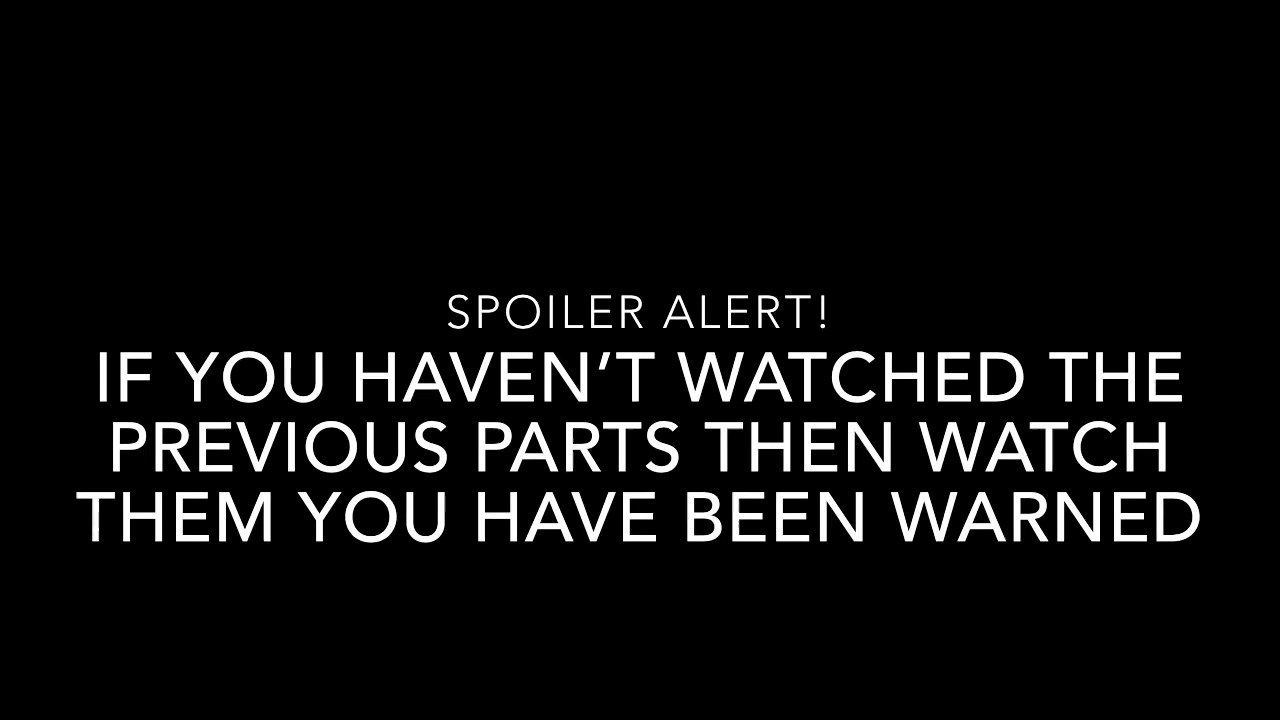 SPOILER ALERT!
IF YOU HAVEN’T WATCHED THE
PREVIOUS PARTS THEN WATCH
THEM YOU HAVE BEEN WARNED